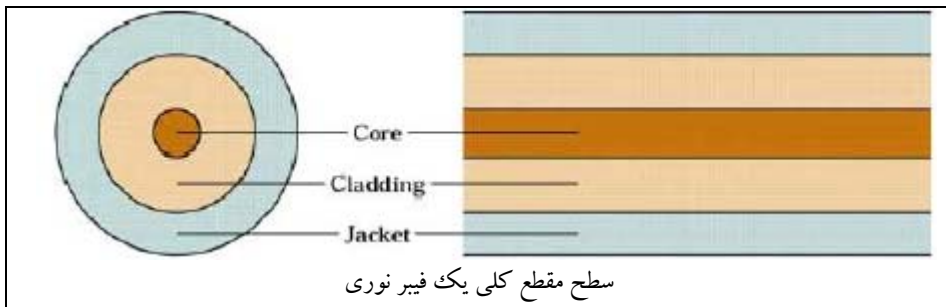 Core
Cladding
Jacket
سطح مقطع کلی یک فیبر نوری